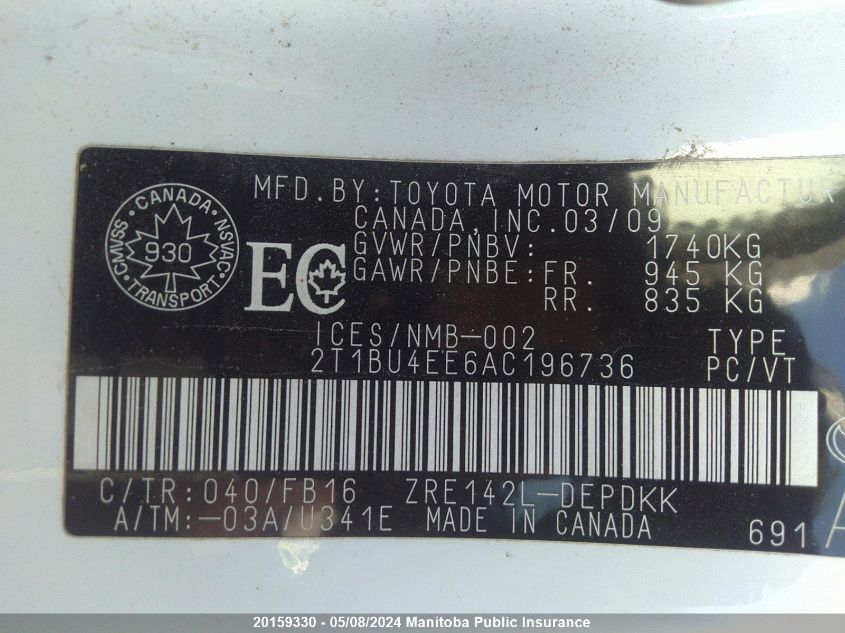 MFD. BY: TOYOTA MOTOR MANUFACTUR
CANADA, INC. 03/09
GVWR/PNBV: 1740KG
GAWR/PNBE: FR. 945 KG
RR. 835 KG
CANADA
CMVSS
NSVAC
930
TRANSPORT
EC
ICES/NMB-002
TYPE
2T1BU4EE6AC196736
PC/VT
C/TR: 040/FB16 ZRE142L-DEPDKK
A/TM: -03A/U341E MADE IN CANADA
691
A
20159330 - 05/08/2024 Manitoba Public Insurance